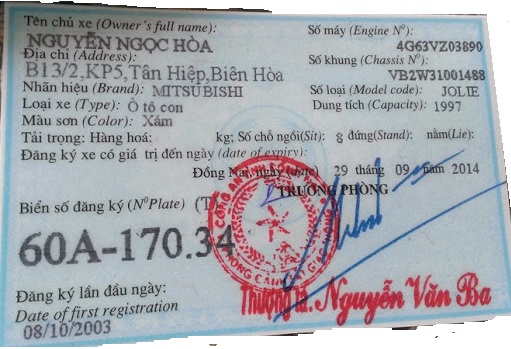 Tên chủ xe (Owner's full name): Số máy (Engine N°):
NGUYỄN NGỌC HÒA 4G63VZ03890
Địa chỉ (Address): Số khung (Chassis N°):
B13/2,KP5,Tân Hiệp,Biên Hòa VB2W31001488
Nhãn hiệu (Brand): MITSUBISHI Số loại (Model code): JOLIE
Loại xe (Type): Ô tô con Dung tích (Capacity): 1997
Màu sơn (Color): Xám
Tải trọng: Hàng hoá: kg; Số chỗ ngồi(Sit): 8 đứng(Stand): nằm(Lie):
Đăng ký xe có giá trị đến ngày (date of expiry):
Đồng Nai, ngày (date) 29 tháng 09 năm 2014
TRƯỞNG PHÒNG
Biển số đăng ký (N°Plate) (T
60A-170.34
Đăng ký lần đầu ngày:
Date of first registration
08/10/2003
Thượng tá. Nguyễn Văn Ba